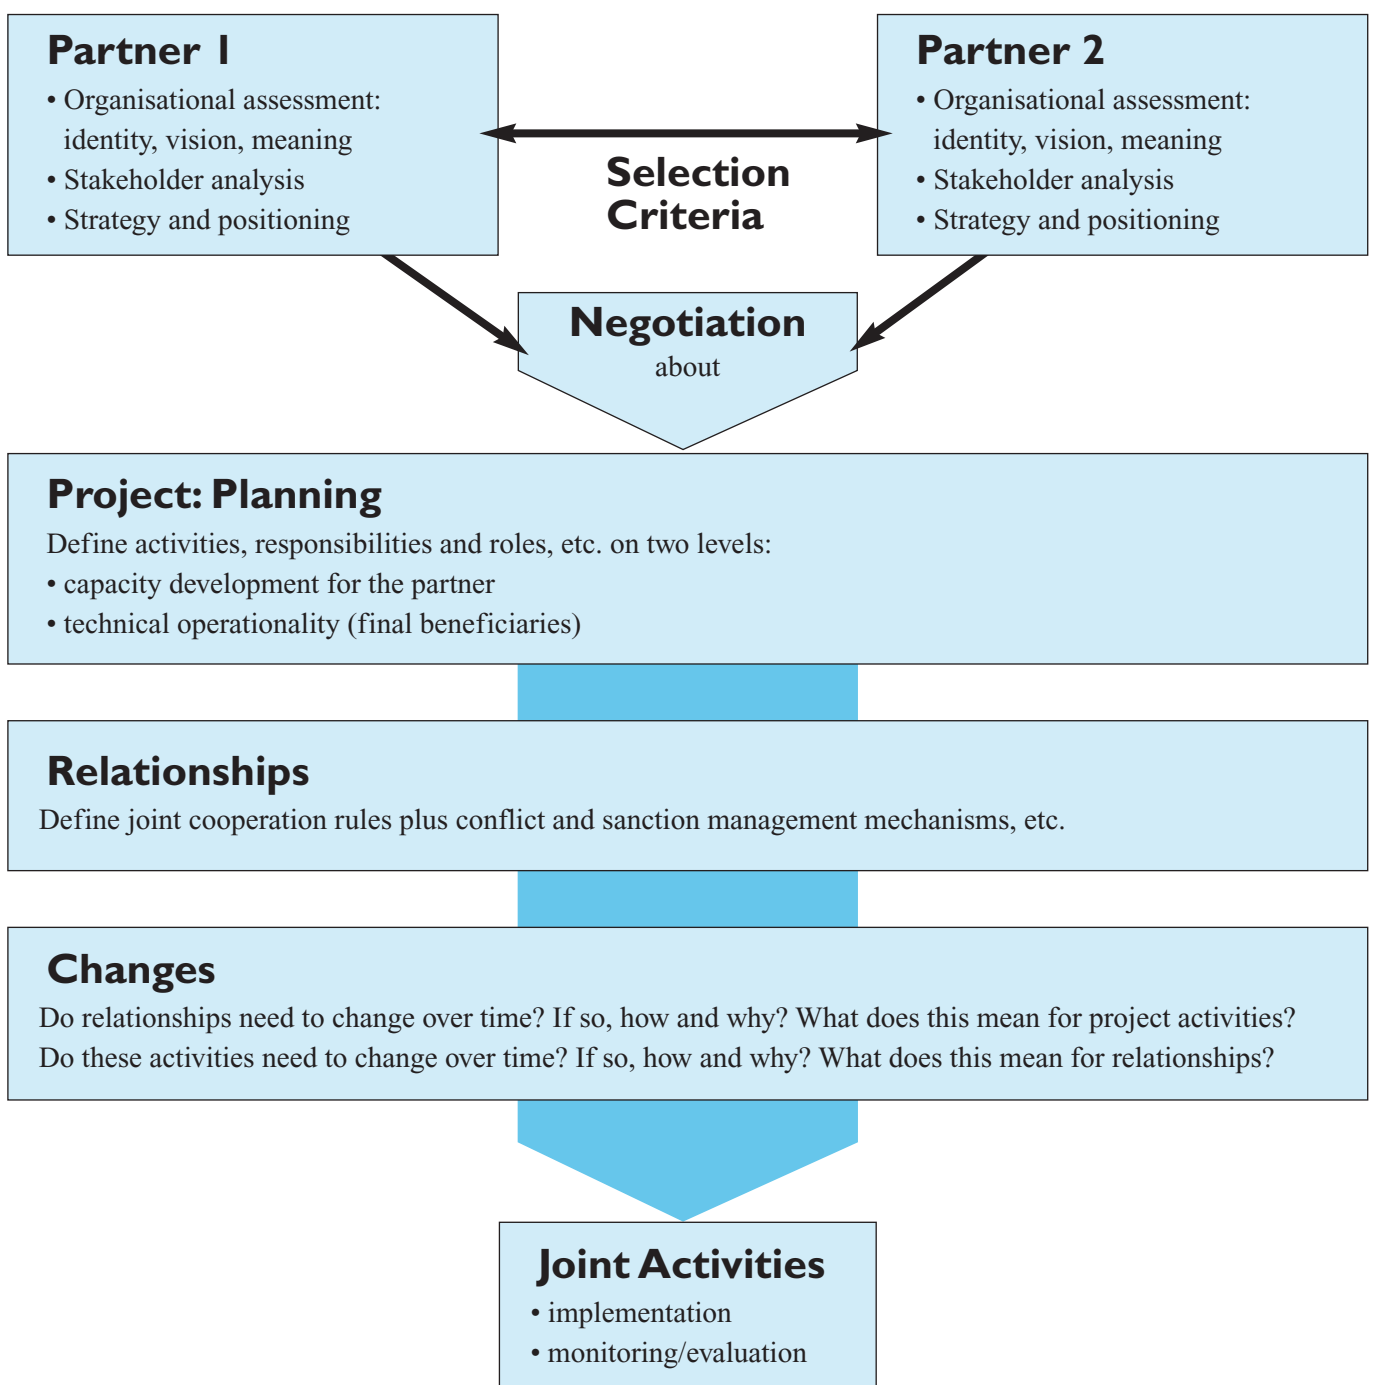 Partner 1
• Organisational assessment:
identity, vision, meaning
• Stakeholder analysis
• Strategy and positioning
Selection
Criteria
Partner 2
• Organisational assessment:
identity, vision, meaning
• Stakeholder analysis
• Strategy and positioning
Negotiation
about
Project: Planning
Define activities, responsibilities and roles, etc. on two levels:
• capacity development for the partner
• technical operationality (final beneficiaries)
Relationships
Define joint cooperation rules plus conflict and sanction management mechanisms, etc.
Changes
Do relationships need to change over time? If so, how and why? What does this mean for project activities?
Do these activities need to change over time? If so, how and why? What does this mean for relationships?
Joint Activities
• implementation
• monitoring/evaluation